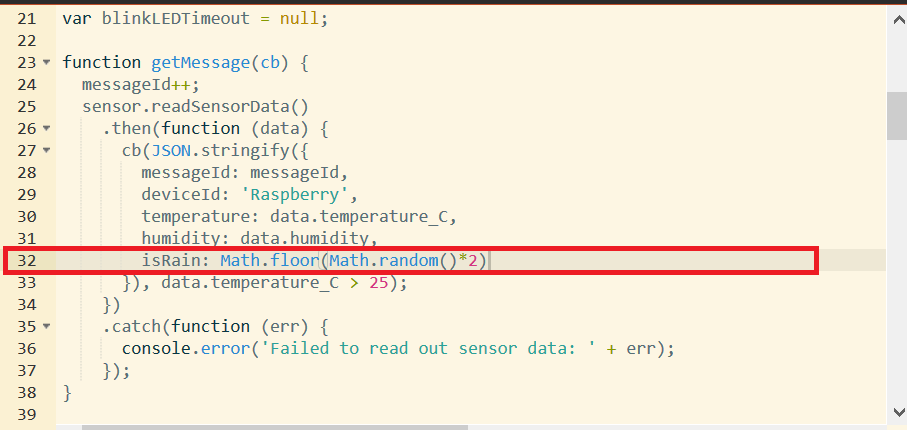 21 var blinkLEDTimeout = null;
22
23 function getMessage(cb) {
24 messageId++;
25 sensor.readSensorData()
26 .then(function (data) {
27 cb(JSON.stringify({
28 messageId: messageId,
29 deviceId: 'Raspberry',
30 temperature: data.temperature_C,
31 humidity: data.humidity,
32 isRain: Math.floor(Math.random()*2)
33 }), data.temperature_C > 25);
34 })
35 .catch(function (err) {
36 console.error('Failed to read out sensor data: ' + err);
37 });
38 }
39